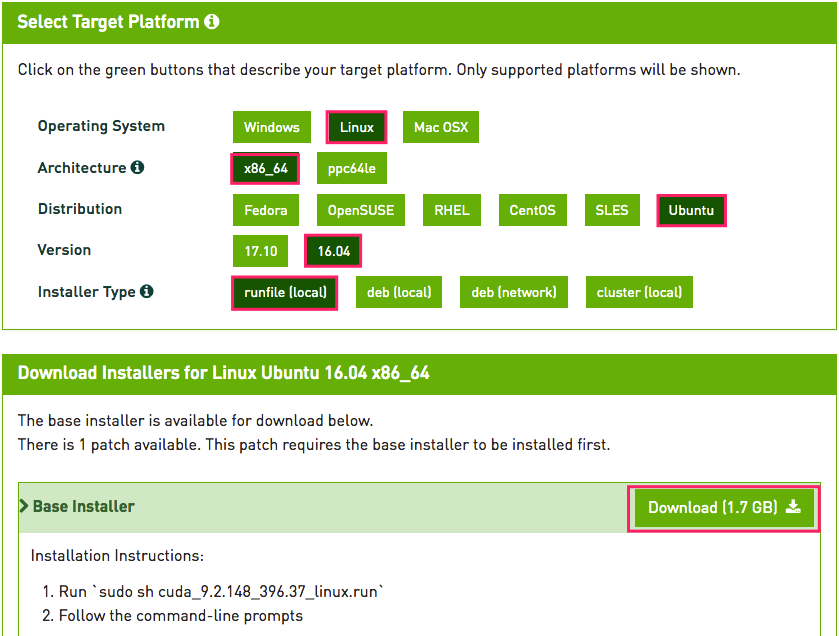 Select Target Platform
Click on the green buttons that describe your target platform. Only supported platforms will be shown.
Operating System Windows Linux Mac OSX
Architecture x86_64 ppc64le
Distribution Fedora OpenSUSE RHEL CentOS SLES Ubuntu
Version 17.10 16.04
Installer Type runfile (local) deb (local) deb (network) cluster (local)
Download Installers for Linux Ubuntu 16.04 x86_64
The base installer is available for download below.
There is 1 patch available. This patch requires the base installer to be installed first.
Base Installer Download (1.7 GB)
Installation Instructions:
1. Run `sudo sh cuda_9.2.148_396.37_linux.run`
2. Follow the command-line prompts